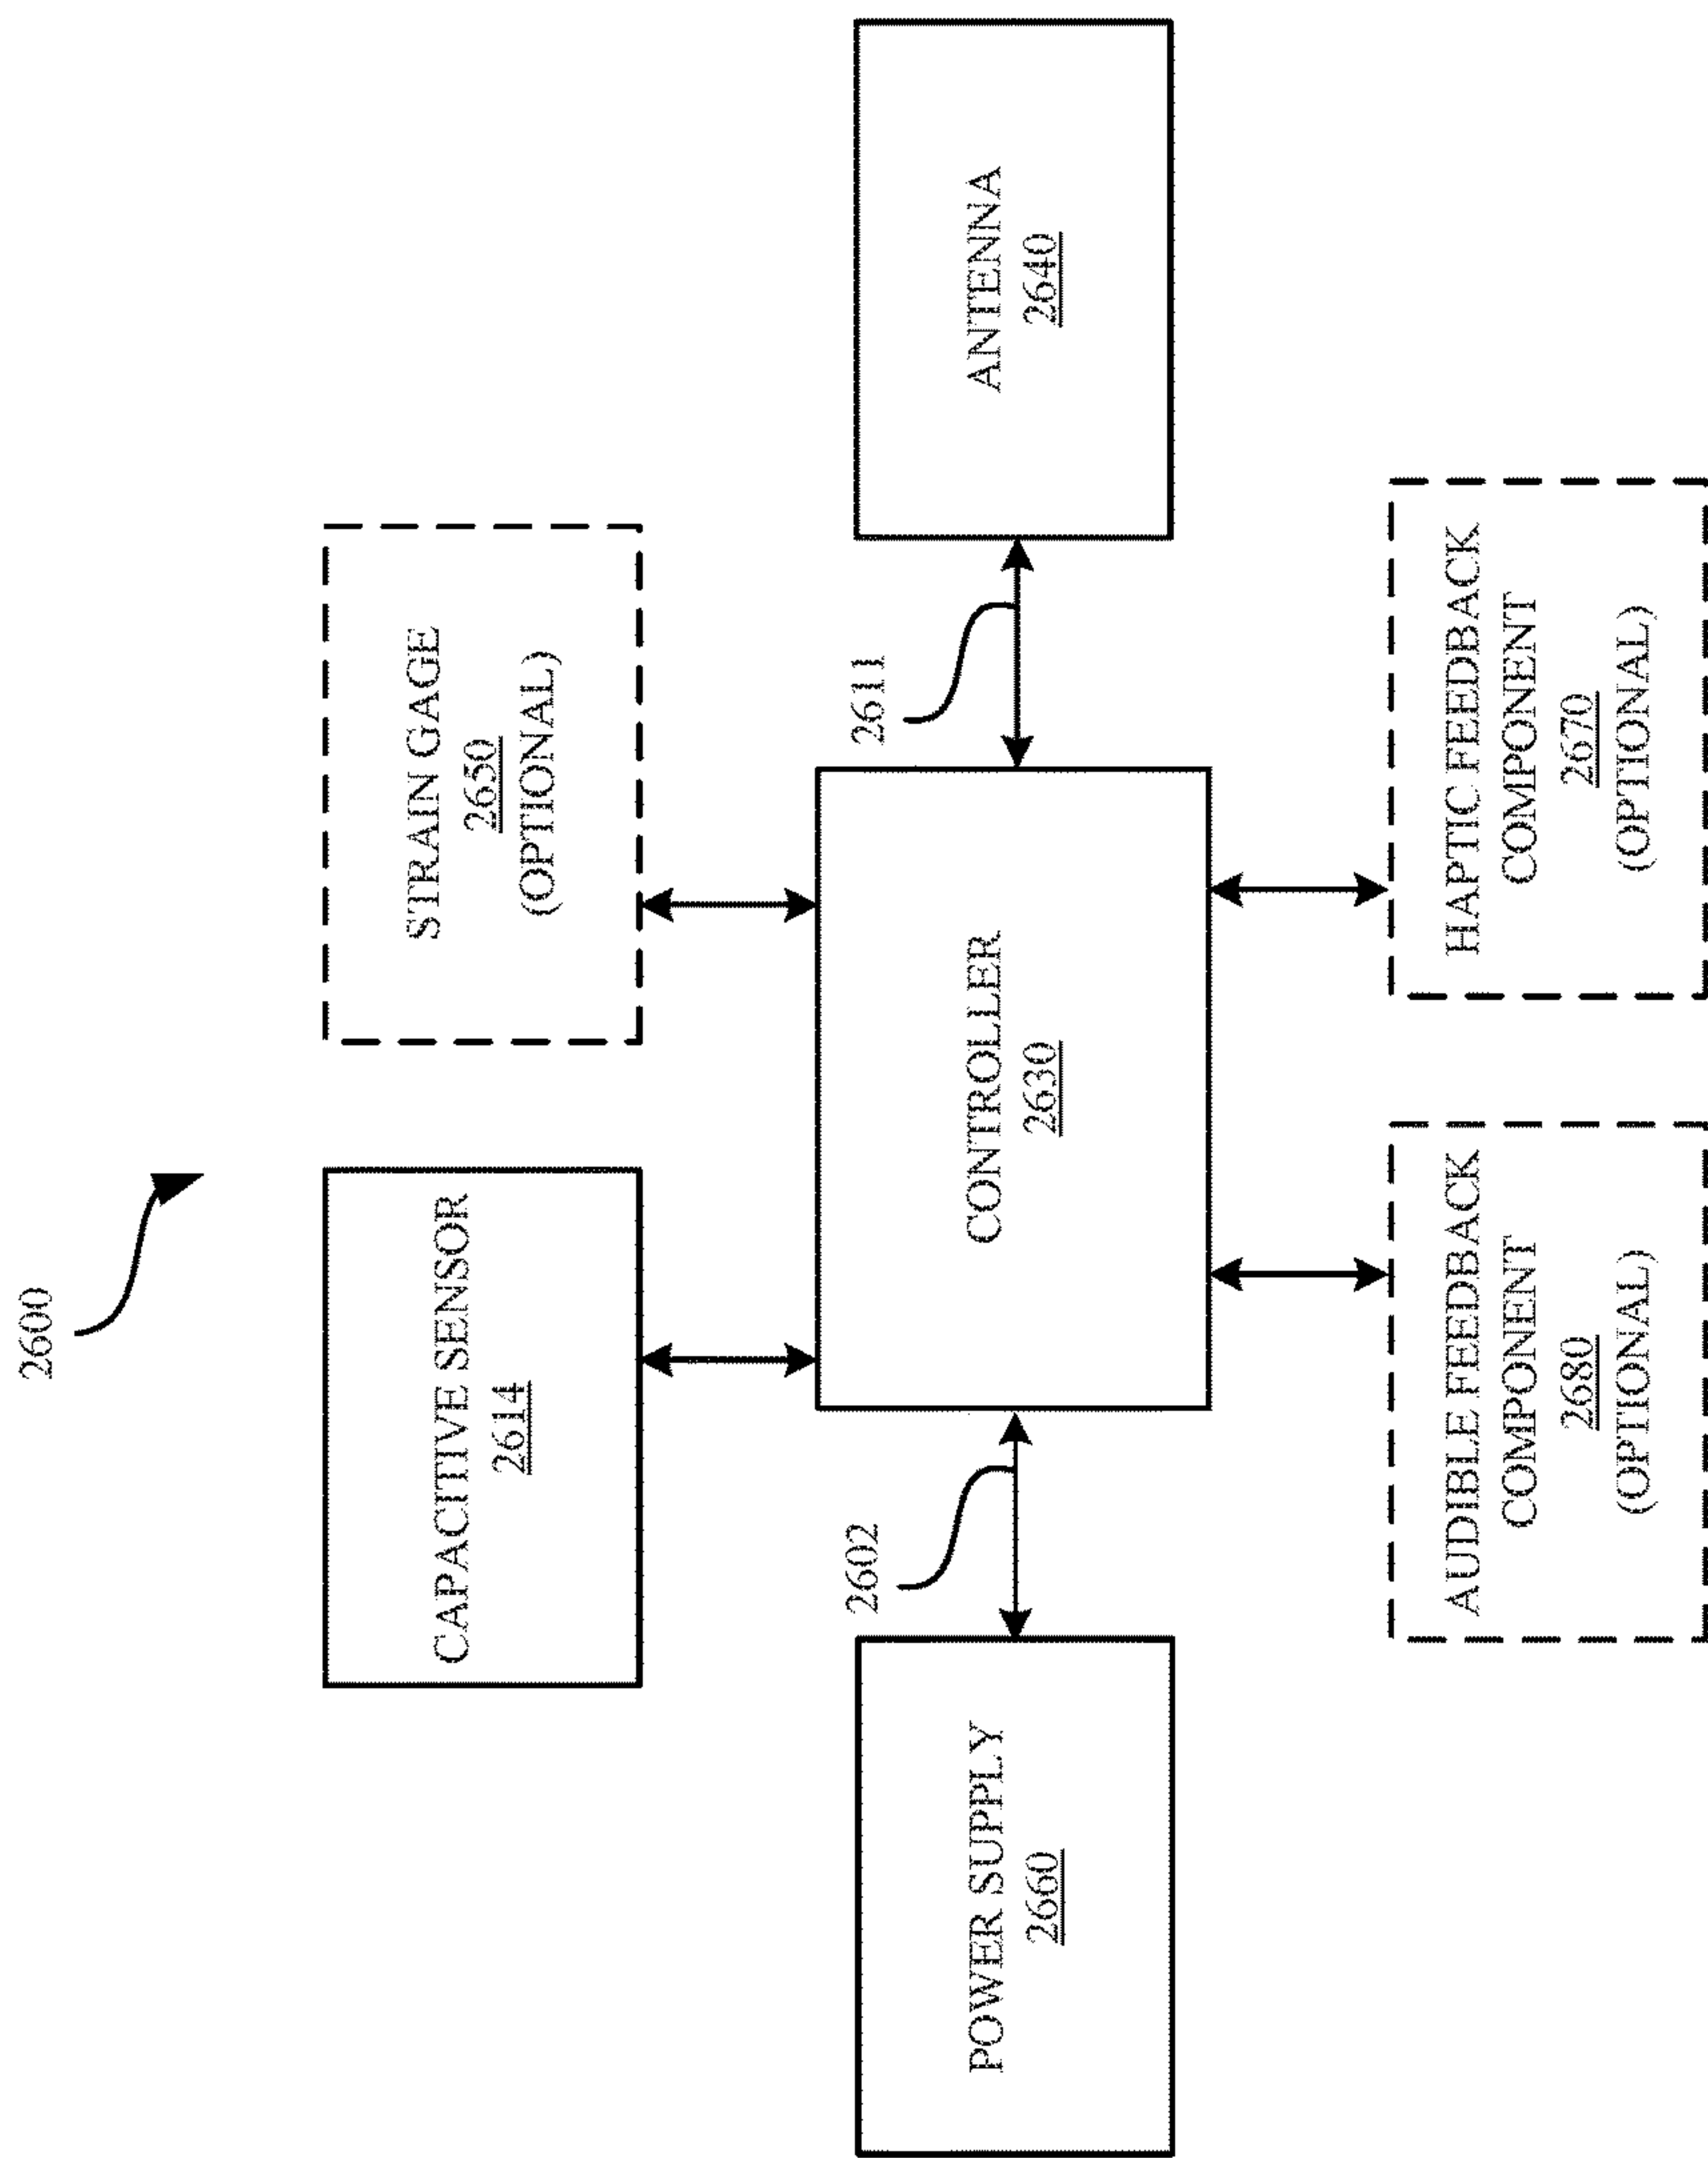 2600
CAPACITIVE SENSOR
2614
STRAIN GAGE
2650
(OPTIONAL)
2602
2611
POWER SUPPLY
2660
CONTROLLER
2630
ANTENNA
2640
AUDIBLE FEEDBACK
COMPONENT
2680
(OPTIONAL)
HAPTIC FEEDBACK
COMPONENT
2670
(OPTIONAL)